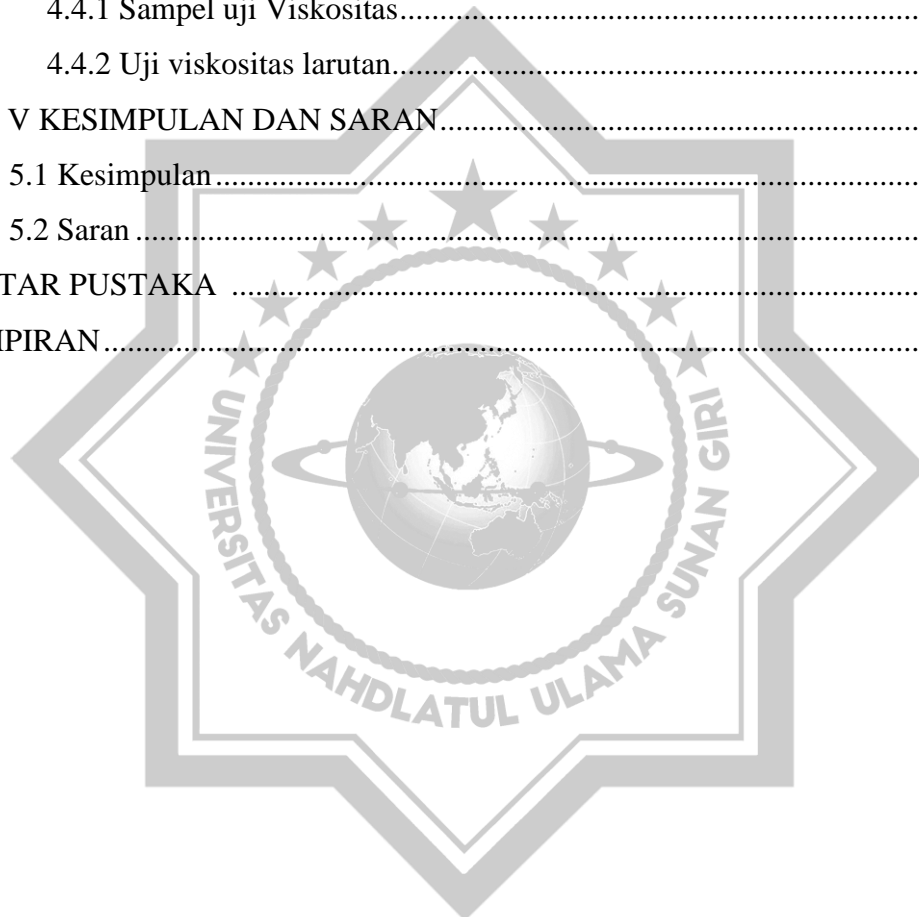 4.4.1 Sampel uji Viskositas....................................................................
4.4.2 Uji viskositas larutan.....................................................................
V KESIMPULAN DAN SARAN............................................................
5.1 Kesimpulan........................................................................................
5.2 Saran..................................................................................................
TAR PUSTAKA .....................................................................................
IPIRAN....................................................................................................
UNIVERSITAS NAHDLATUL ULAMA SUNAN GIRI